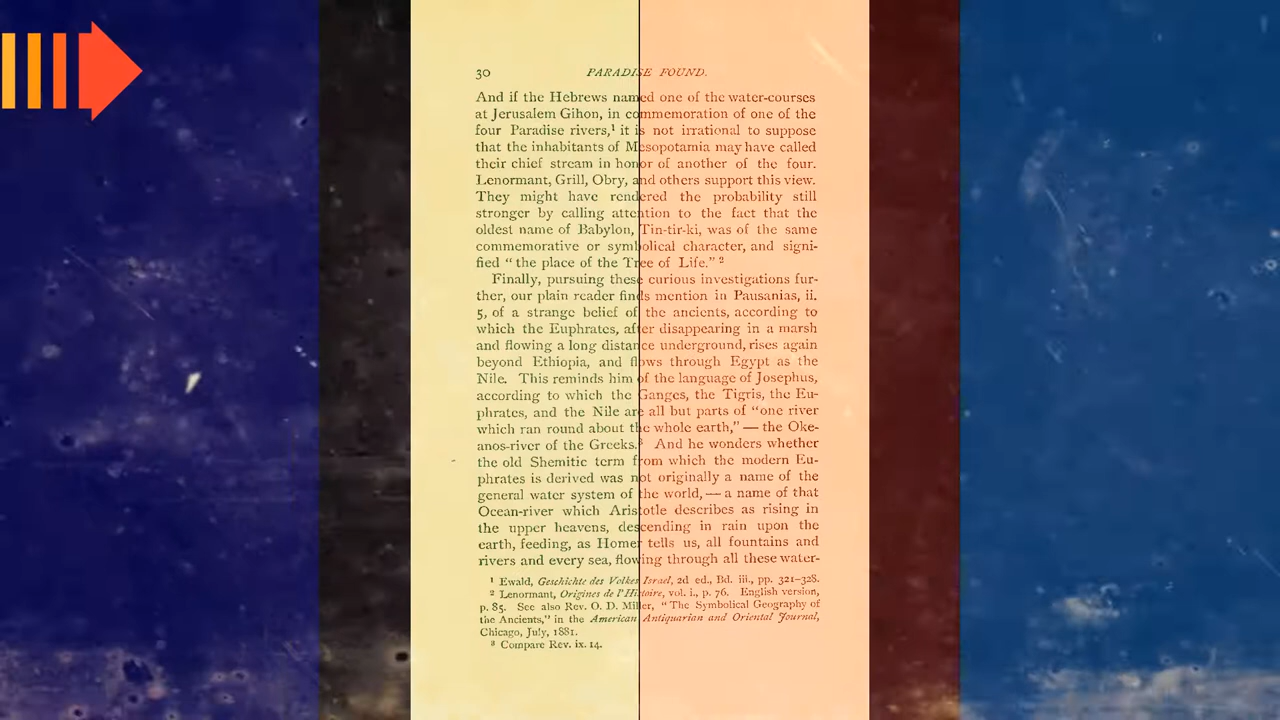 30 PARADISE FOUND.
And if the Hebrews named one of the water-courses
at Jerusalem Gihon, in commemoration of one of the
four Paradise rivers,¹ it is not irrational to suppose
that the inhabitants of Mesopotamia may have called
their chief stream in honor of another of the four.
Lenormant, Grill, Obry, and others support this view.
They might have rendered the probability still
stronger by calling attention to the fact that the
oldest name of Babylon, Tin-tir-ki, was of the same
commemorative or symbolical character, and signi-
fied “the place of the Tree of Life.” ²
Finally, pursuing these curious investigations fur-
ther, our plain reader finds mention in Pausanias, ii.
5, of a strange belief of the ancients, according to
which the Euphrates, after disappearing in a marsh
and flowing a long distance underground, rises again
beyond Ethiopia, and flows through Egypt as the
Nile. This reminds him of the language of Josephus,
according to which the Ganges, the Tigris, the Eu-
phrates, and the Nile are all but parts of “one river
which ran round about the whole earth,” — the Oke-
anos-river of the Greeks.³ And he wonders whether
the old Shemitic term from which the modern Eu-
phrates is derived was not originally a name of the
general water system of the world, — a name of that
Ocean-river which Aristotle describes as rising in
the upper heavens, descending in rain upon the
earth, feeding, as Homer tells us, all fountains and
rivers and every sea, flowing through all these water-
¹ Ewald, Geschichte des Volkes Israel, 2d ed., Bd. iii., pp. 321–328.
² Lenormant, Origines de l'Histoire, vol. i., p. 76. English version,
p. 85. See also Rev. O. D. Miller, “The Symbolical Geography of
the Ancients,” in the American Antiquarian and Oriental Journal,
Chicago, July, 1881.
³ Compare Rev. ix. 14.